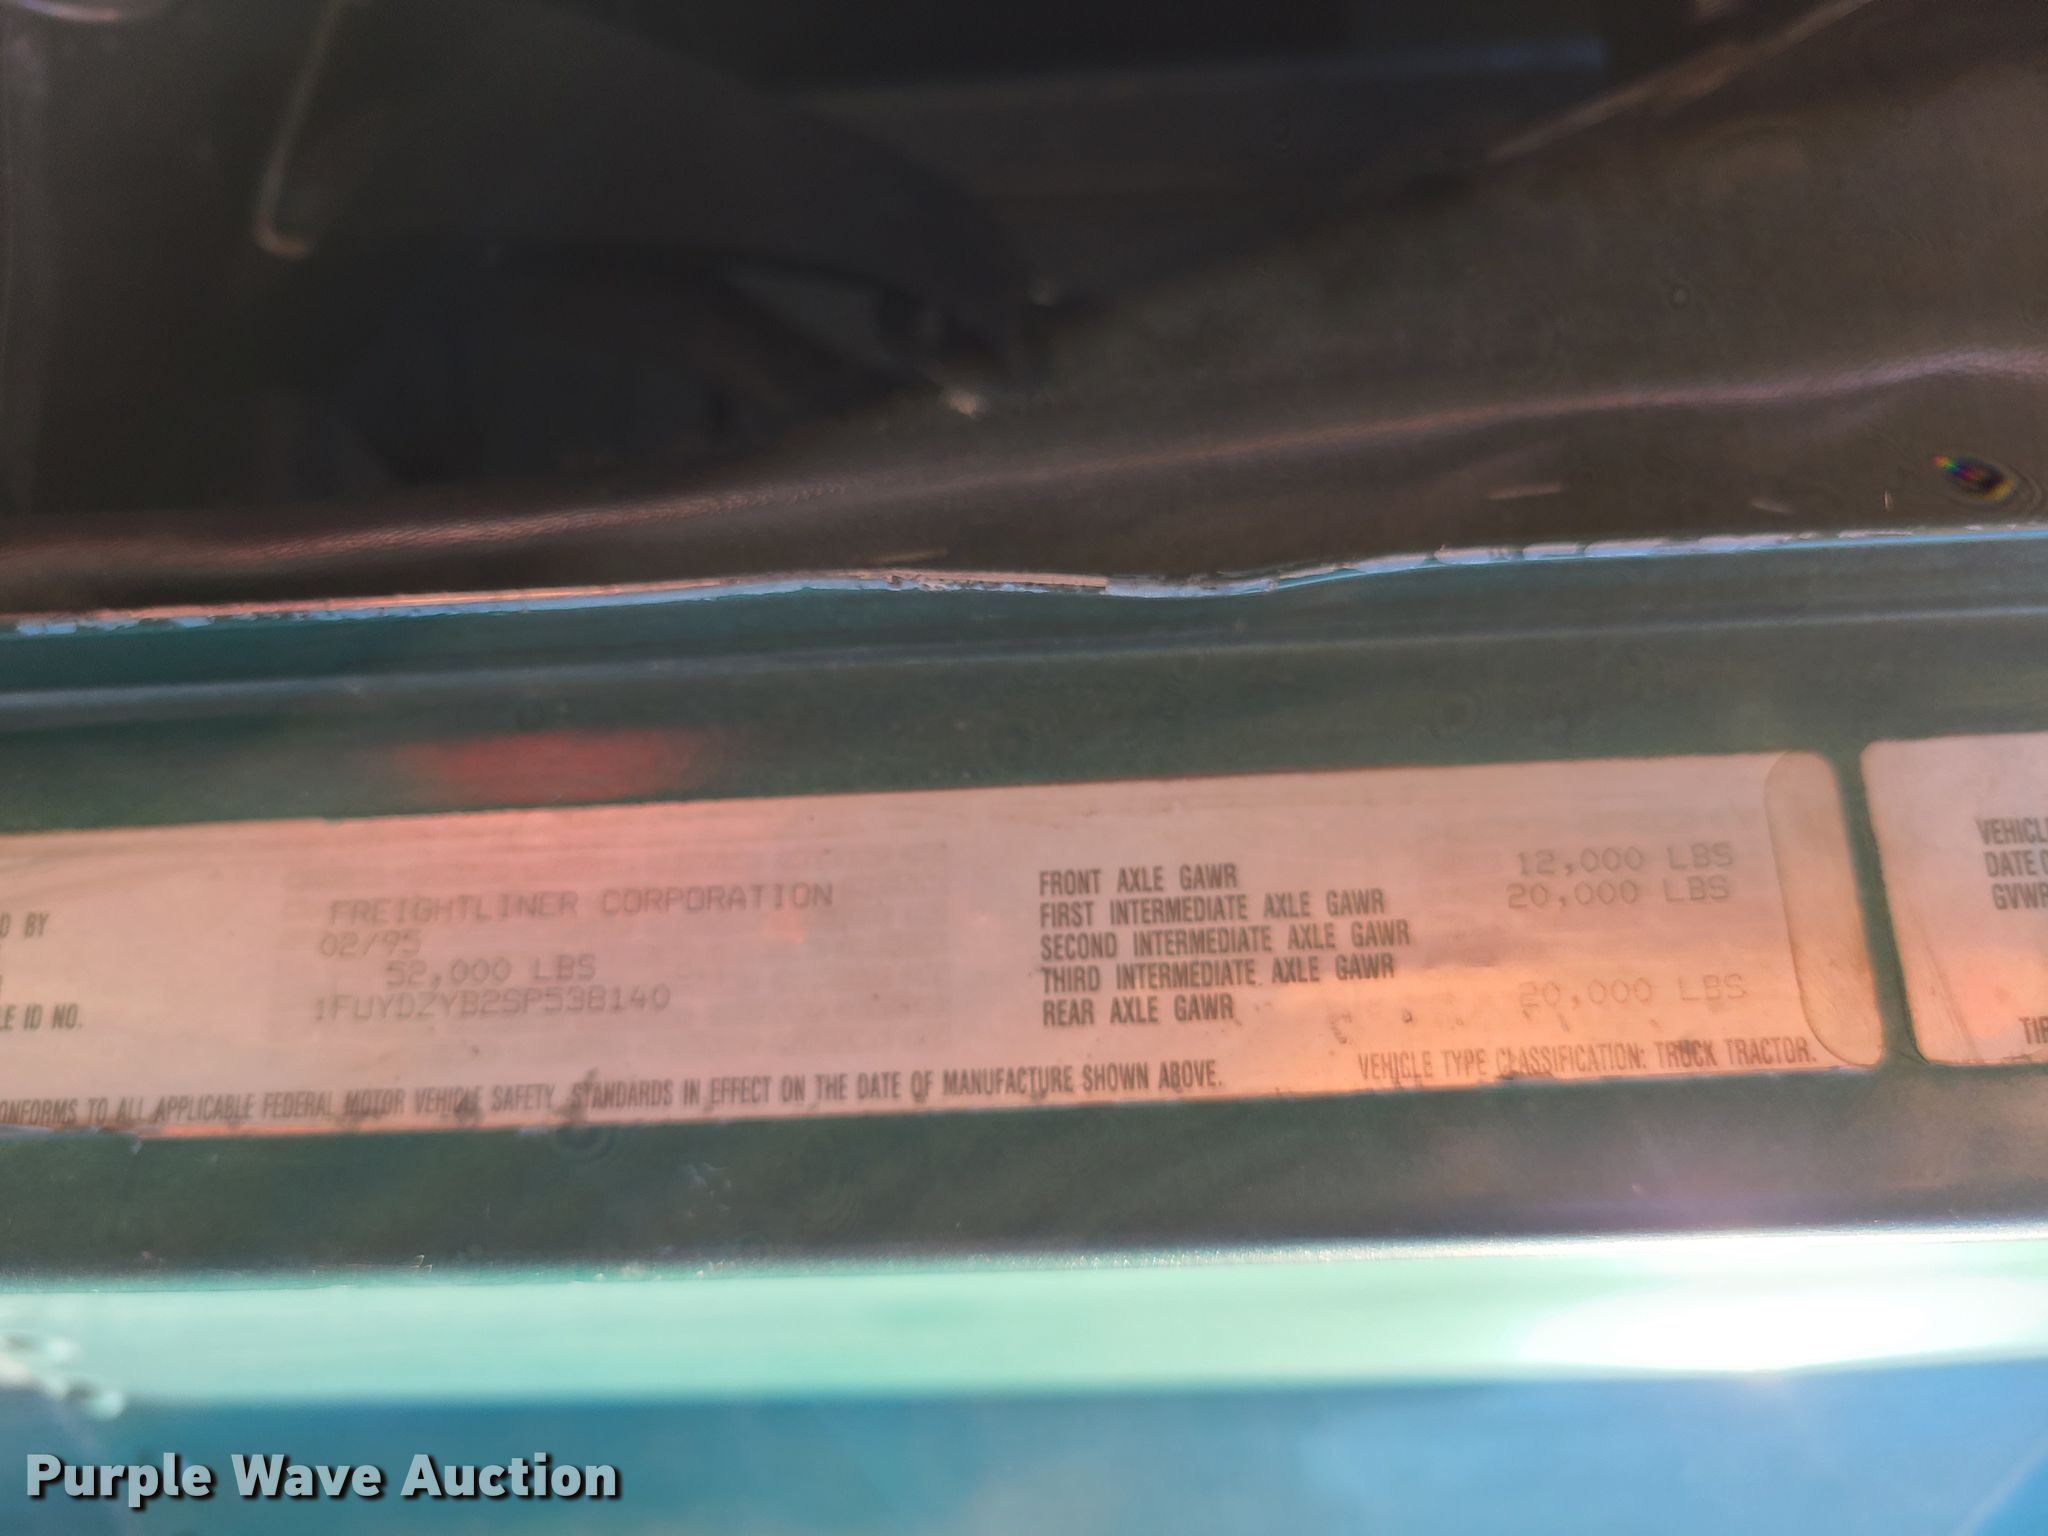 D BY
FREIGHTLINER CORPORATION
02/95
52,000 LBS
LE ID NO.
1FUYDZYB2SP538140
FRONT AXLE GAWR 12,000 LBS
FIRST INTERMEDIATE AXLE GAWR 20,000 LBS
SECOND INTERMEDIATE AXLE GAWR
THIRD INTERMEDIATE AXLE GAWR
REAR AXLE GAWR 20,000 LBS
ONFORMS TO ALL APPLICABLE FEDERAL MOTOR VEHICLE SAFETY STANDARDS IN EFFECT ON THE DATE OF MANUFACTURE SHOWN ABOVE.
VEHICLE TYPE CLASSIFICATION: TRUCK TRACTOR.
VEHICL
DATE O
GVWR
TIR
Purple Wave Auction